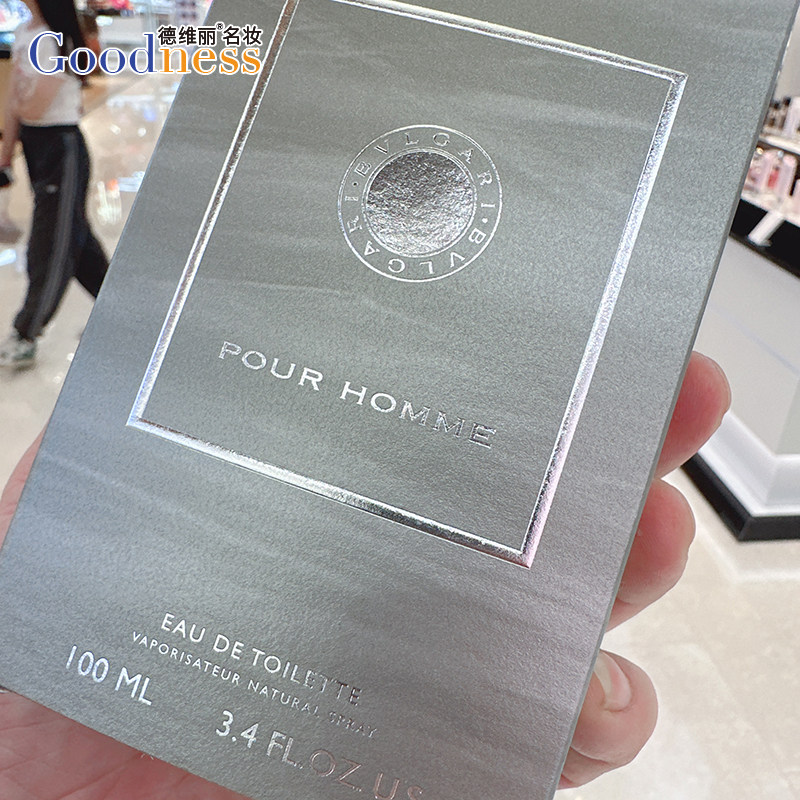 德维丽®名妆
Goodness
BVLGARI·BVLGARI·
POUR HOMME
EAU DE TOILETTE
VAPORISATEUR NATURAL SPRAY
100 ML
3.4 FL.OZ. U.S